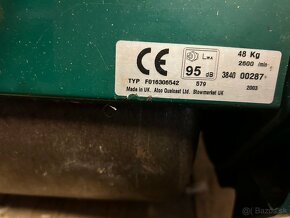 CE
LWA
95 dB
48 Kg
2600 /min
TYP F016306542
579
3840 00287
Made in UK. Atco Qualcast Ltd. Stowmarket UK
2003
bazar.sk